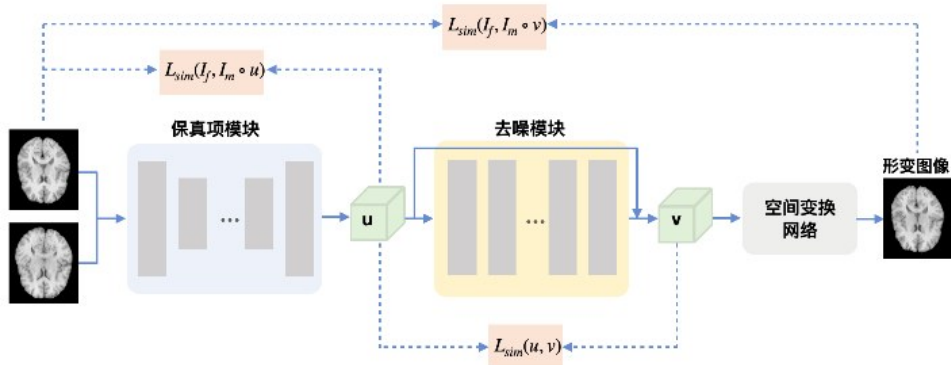 L_sim(I_f, I_m∘v)
L_sim(I_f, I_m∘u)
保真项模块
去噪模块
形变图像
...
u
...
v
空间变换
网络
L_sim(u, v)